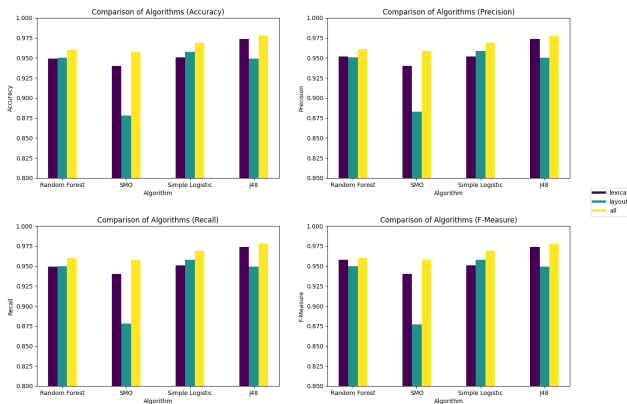 Comparison of Algorithms (Accuracy)
1.000
0.975
0.950
0.925
0.900
0.875
0.850
0.825
0.800
Accuracy
Random Forest SMO Simple Logistic J48
Algorithm
Comparison of Algorithms (Precision)
1.000
0.975
0.950
0.925
0.900
0.875
0.850
0.825
0.800
Precision
Random Forest SMO Simple Logistic J48
Algorithm
lexical
layout
all
Comparison of Algorithms (Recall)
1.000
0.975
0.950
0.925
0.900
0.875
0.850
0.825
0.800
Recall
Random Forest SMO Simple Logistic J48
Algorithm
Comparison of Algorithms (F-Measure)
1.000
0.975
0.950
0.925
0.900
0.875
0.850
0.825
0.800
F-Measure
Random Forest SMO Simple Logistic J48
Algorithm